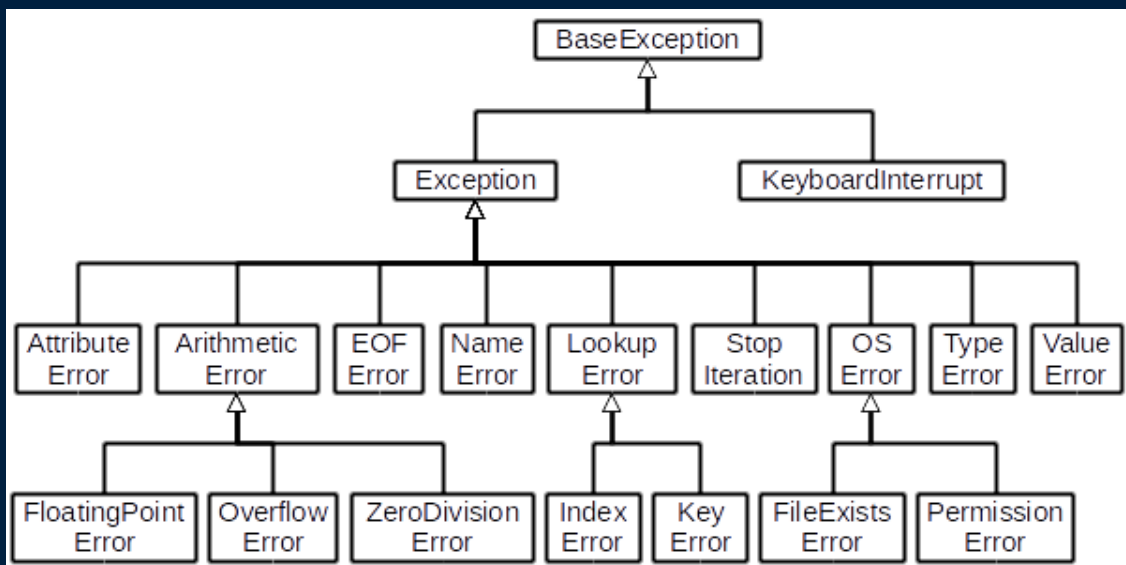 BaseException
Exception
KeyboardInterrupt
Attribute
Error
Arithmetic
Error
EOF
Error
Name
Error
Lookup
Error
Stop
Iteration
OS
Error
Type
Error
Value
Error
FloatingPoint
Error
Overflow
Error
ZeroDivision
Error
Index
Error
Key
Error
FileExists
Error
Permission
Error